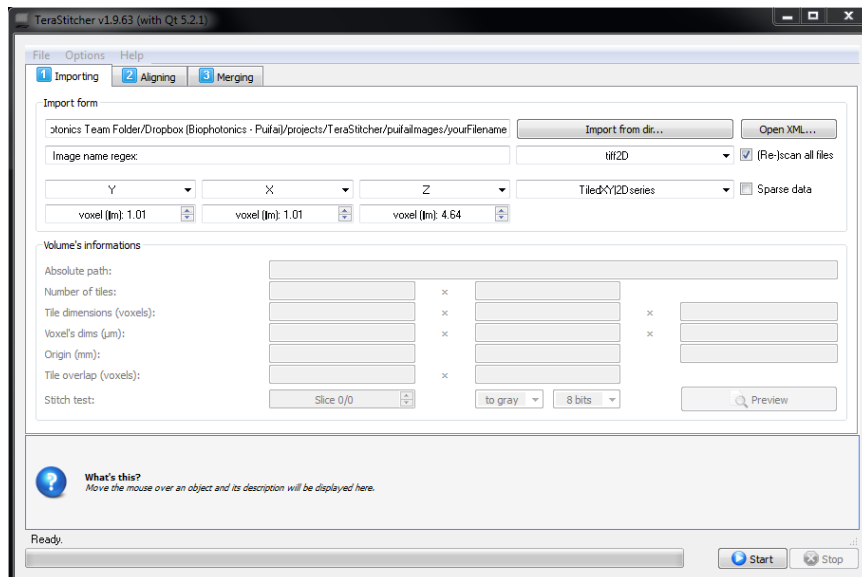 TeraStitcher v1.9.63 (with Qt 5.2.1)
File Options Help
1 Importing 2 Aligning 3 Merging
Import form
otonics Team Folder/Dropbox (Biophotonics - Puifai)/projects/TeraStitcher/puifaiImages/yourFilename Import from dir... Open XML...
Image name regex: tiff2D (Re-)scan all files
Y X Z TiledXY|2Dseries Sparse data
voxel (µm): 1.01 voxel (µm): 1.01 voxel (µm): 4.64
Volume's informations
Absolute path:
Number of tiles: ×
Tile dimensions (voxels): × ×
Voxel's dims (µm): × ×
Origin (mm):
Tile overlap (voxels): ×
Stitch test: Slice 0/0 to gray 8 bits Preview
What's this?
Move the mouse over an object and its description will be displayed here.
Ready.
Start Stop